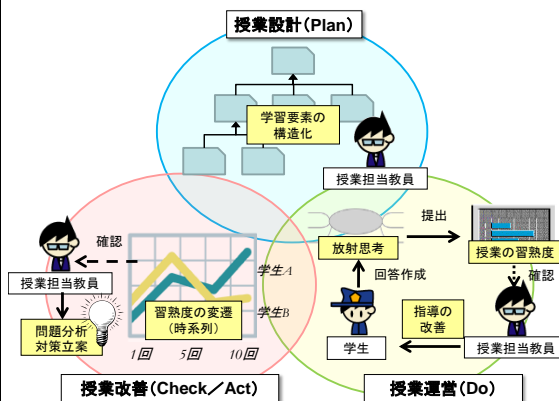 授業設計(Plan)
学習要素の
構造化
授業担当教員
放射思考
提出
授業の習熟度
確認
回答作成
指導の
改善
学生
授業担当教員
授業運営(Do)
確認
授業担当教員
問題分析
対策立案
習熟度の変遷
(時系列)
学生A
学生B
1回 5回 10回
授業改善(Check/Act)